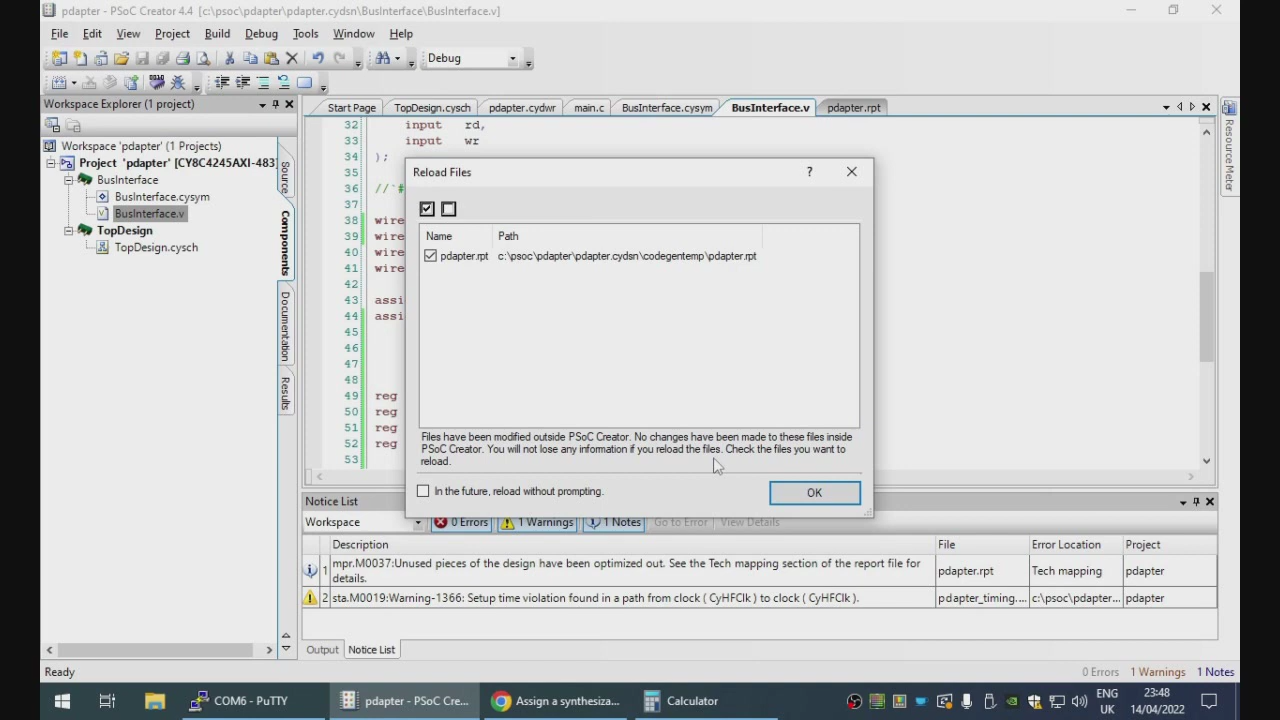 pdapter - PSoC Creator 4.4 [c:\psoc\pdapter\pdapter.cydsn\BusInterface\BusInterface.v]
File Edit View Project Build Debug Tools Window Help
Debug
Workspace Explorer (1 project)
Workspace 'pdapter' (1 Projects)
Project 'pdapter' [CY8C4245AXI-483]
BusInterface
BusInterface.cysym
BusInterface.v
TopDesign
TopDesign.cysch
Source
Components
Documentation
Results
Start Page TopDesign.cysch pdapter.cydwr main.c BusInterface.cysym BusInterface.v pdapter.rpt
32 input rd,
33 input wr
34 );
35
36 //`#
37
38 wire
39 wire
40 wire
41 wire
42
43 assi
44 assi
45
46
47
48
49 reg
50 reg
51 reg
52 reg
53
Resource Meter
Reload Files
?
Name Path
pdapter.rpt c:\psoc\pdapter\pdapter.cydsn\codegentemp\pdapter.rpt
Files have been modified outside PSoC Creator. No changes have been made to these files inside
PSoC Creator. You will not lose any information if you reload the files. Check the files you want to
reload.
In the future, reload without prompting.
OK
Notice List
Workspace 0 Errors 1 Warnings 1 Notes Go to Error View Details
Description File Error Location Project
1 mpr.M0037:Unused pieces of the design have been optimized out. See the Tech mapping section of the report file for
details.
pdapter.rpt Tech mapping pdapter
2 sta.M0019:Warning-1366: Setup time violation found in a path from clock ( CyHFClk ) to clock ( CyHFClk ). pdapter_timing.... c:\psoc\pdapter... pdapter
Output Notice List
Ready 0 Errors 1 Warnings 1 Notes
COM6 - PuTTY pdapter - PSoC Cre... Assign a synthesiza... Calculator
ENG
UK
23:48
14/04/2022